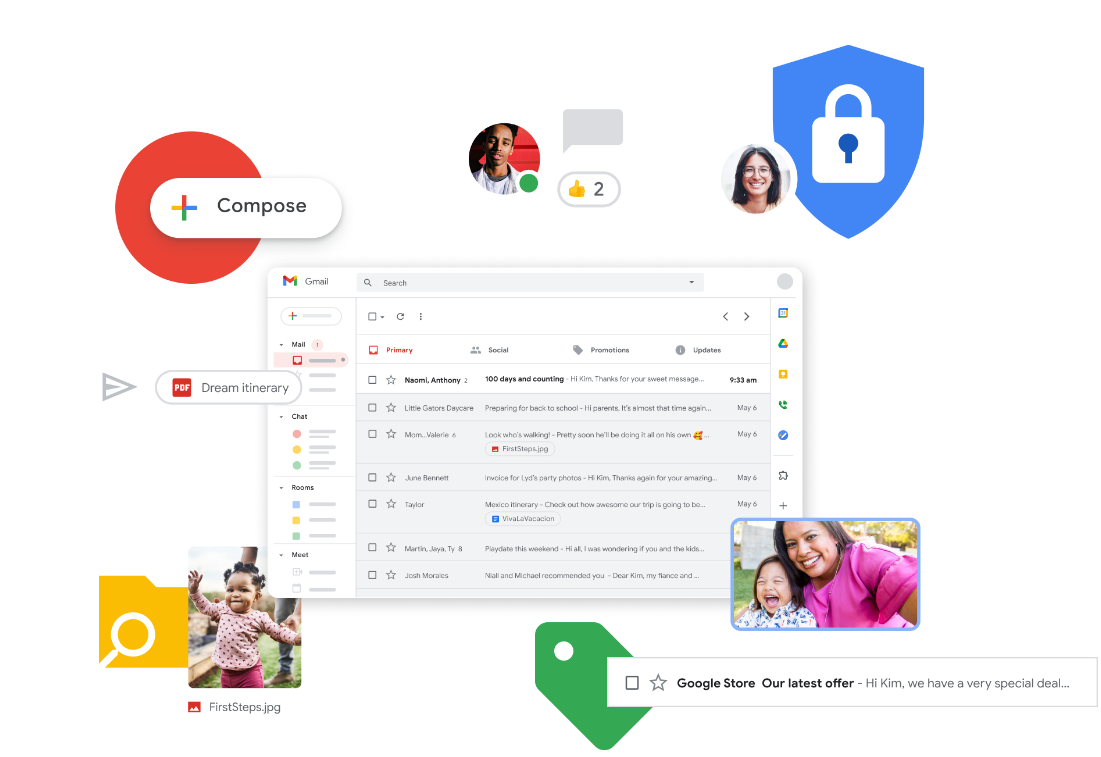 Compose
👍 2
Gmail
Search
Mail !
Primary
Social
Promotions
Updates
Naomi, Anthony 2 100 days and counting - Hi Kim, Thanks for your sweet message... 9:33 am
PDF Dream itinerary
Little Gators Daycare Preparing for back to school - Hi parents, It's almost that time again... May 6
Chat
Mom...Valerie 6 Look who's walking! - Pretty soon he'll be doing it all on his own 🥰 ... May 6
FirstSteps.jpg
June Bennett Invoice for Lyd's party photos - Hi Kim, Thanks again for your amazing... May 6
Rooms
Taylor Mexico itinerary - Check out how awesome our trip is going to be... May 6
VivaLaVacacion
Martin, Jaya, Ty 8 Playdate this weekend - Hi all, I was wondering if you and the kids...
Meet
Josh Morales Niall and Michael recommended you - Dear Kim, my fiance and ...
Google Store Our latest offer - Hi Kim, we have a very special deal...
FirstSteps.jpg